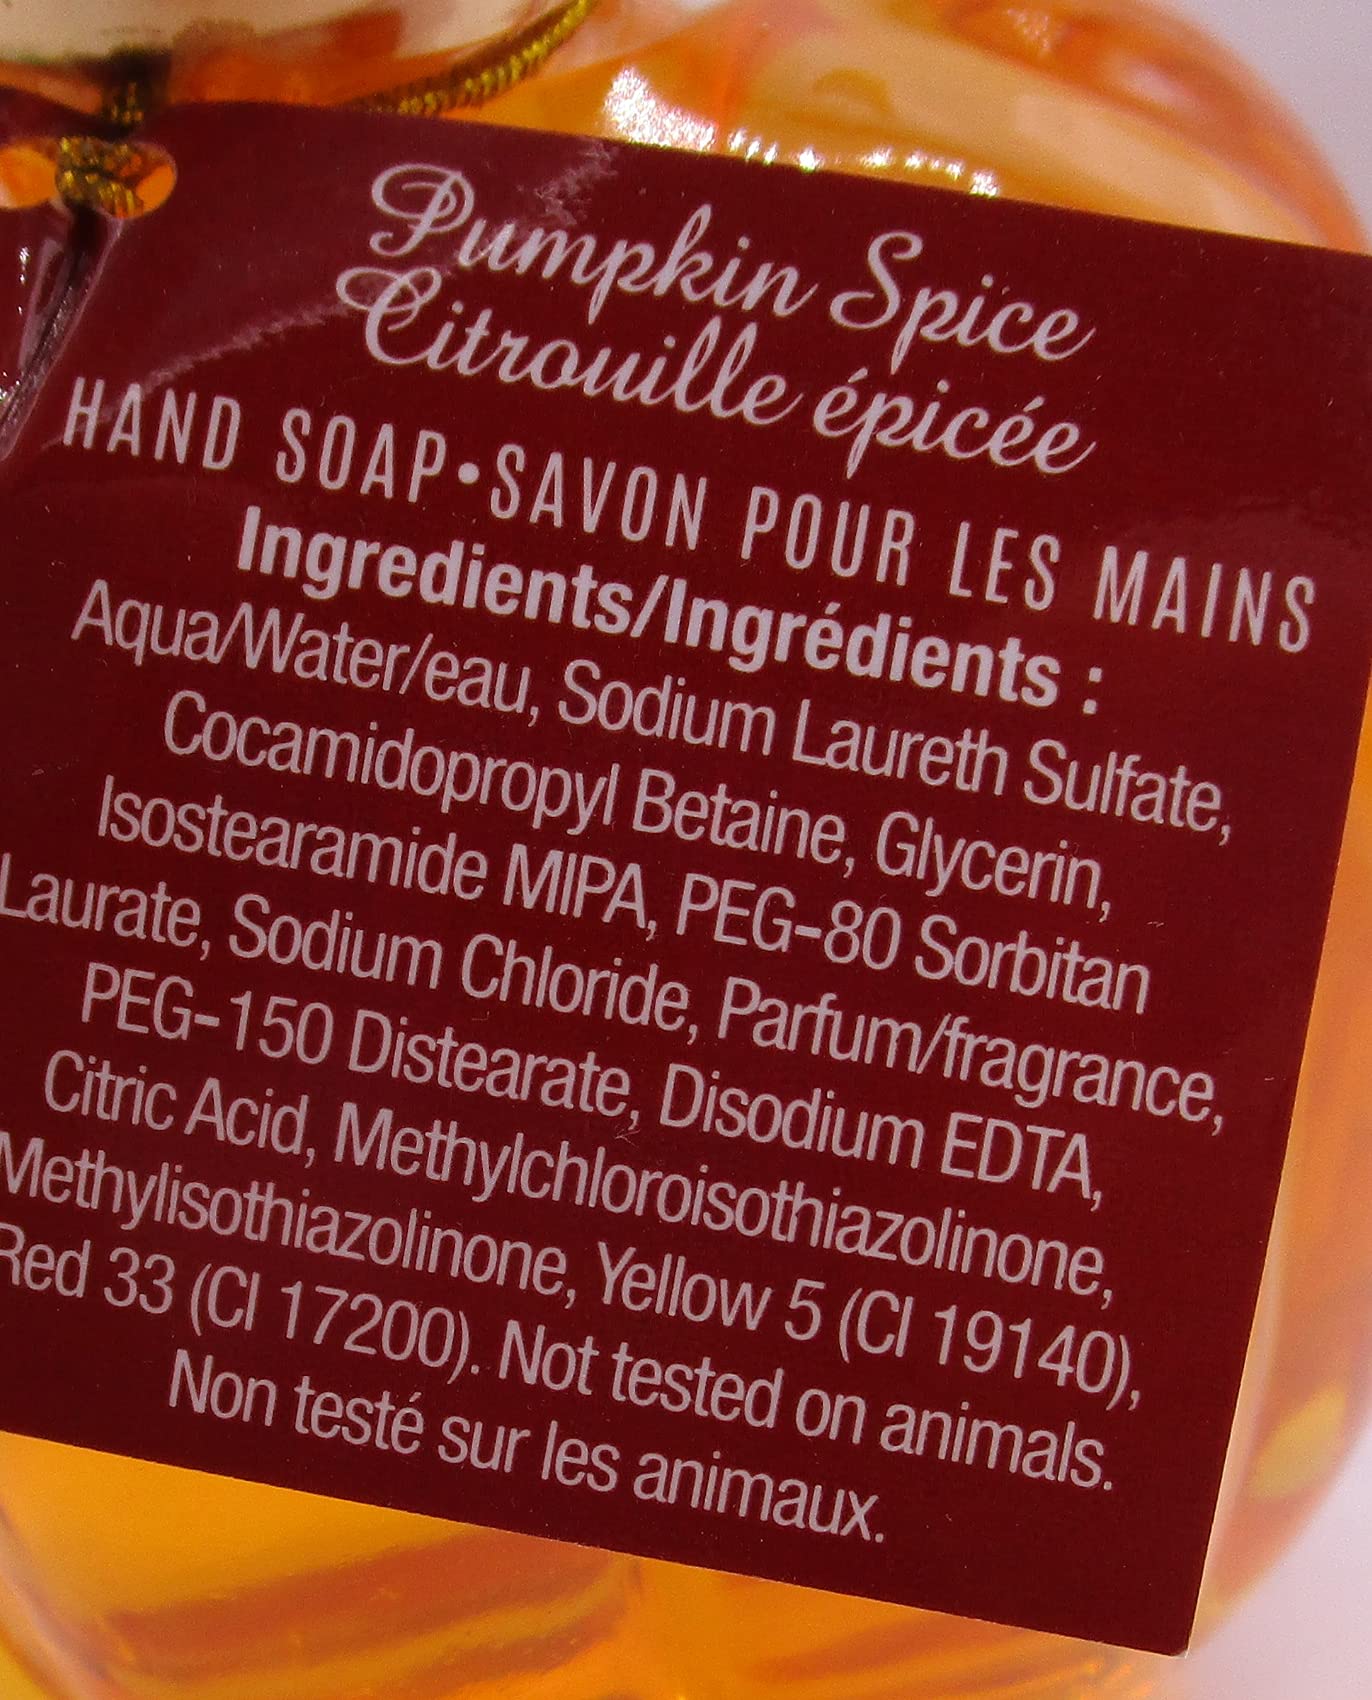 Pumpkin Spice
Citrouille épicée
HAND SOAP•SAVON POUR LES MAINS
Ingredients/Ingrédients :
Aqua/Water/eau, Sodium Laureth Sulfate,
Cocamidopropyl Betaine, Glycerin,
Isostearamide MIPA, PEG-80 Sorbitan
Laurate, Sodium Chloride, Parfum/fragrance,
PEG-150 Distearate, Disodium EDTA,
Citric Acid, Methylchloroisothiazolinone,
Methylisothiazolinone, Yellow 5 (CI 19140),
Red 33 (CI 17200). Not tested on animals.
Non testé sur les animaux.